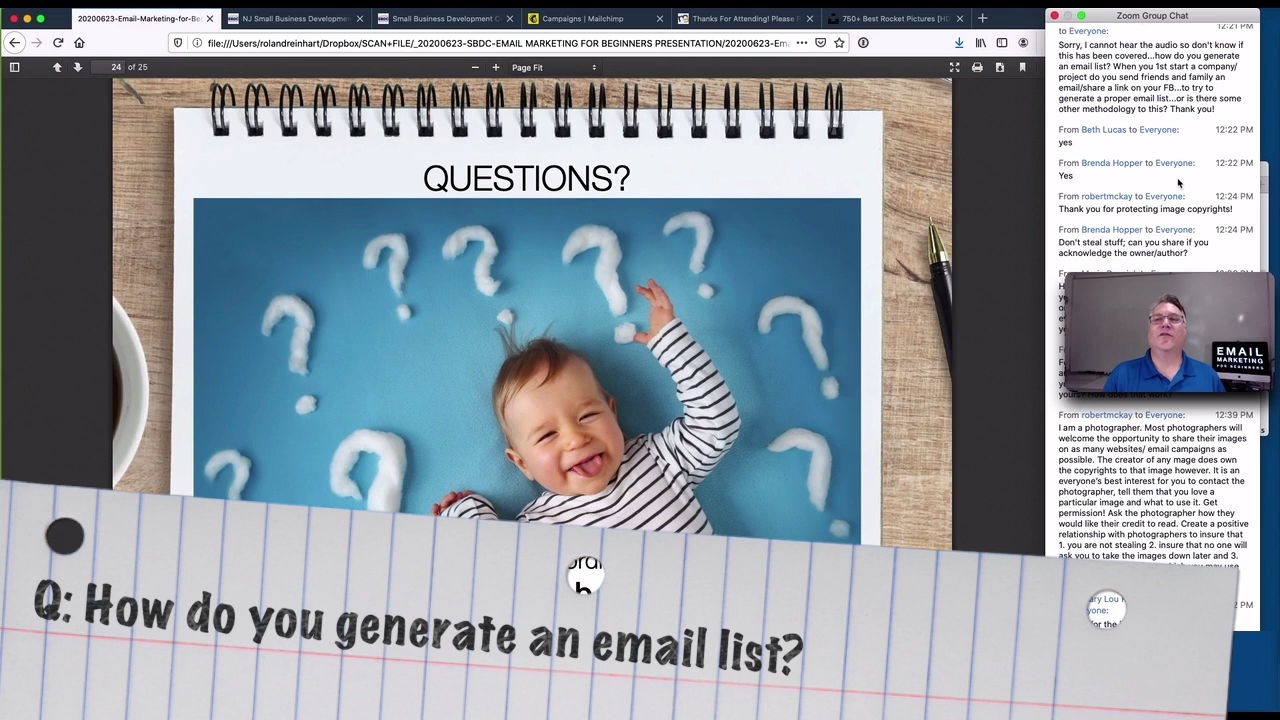 20200623-Email-Marketing-for-Be
NJ Small Business Developmen
Small Business Development C
Campaigns | Mailchimp
Thanks For Attending! Please
750+ Best Rocket Pictures [HD
Zoom Group Chat
file:///Users/rolandreinhart/Dropbox/SCAN+FILE/_20200623-SBDC-EMAIL MARKETING FOR BEGINNERS PRESENTATION/20200623-Em
24 of 25
Page Fit
QUESTIONS?
12:21 PM
to Everyone:
Sorry, I cannot hear the audio so don't know if
this has been covered...how do you generate
an email list? When you 1st start a company/
project do you send friends and family an
email/share a link on your FB...to try to
generate a proper email list...or is there some
other methodology to this? Thank you!
From Beth Lucas to Everyone: 12:22 PM
yes
From Brenda Hopper to Everyone: 12:22 PM
Yes
From robertmckay to Everyone: 12:24 PM
Thank you for protecting image copyrights!
From Brenda Hopper to Everyone: 12:24 PM
Don't steal stuff; can you share if you
acknowledge the owner/author?
EMAIL
MARKETING
FOR BEGINNERS
yours? How does that work?
From robertmckay to Everyone: 12:39 PM
I am a photographer. Most photographers will
welcome the opportunity to share their images
on as many websites/ email campaigns as
possible. The creator of any mage does own
the copyrights to that image however. It is an
everyone's best interest for you to contact the
photographer, tell them that you love a
particular image and what to use it. Get
permission! Ask the photographer how they
would like their credit to read. Create a positive
relationship with photographers to insure that
1. you are not stealing 2. insure that no one will
ask you to take the images down later and 3.
ary Lou
yone:
or the
Q: How do you generate an email list?